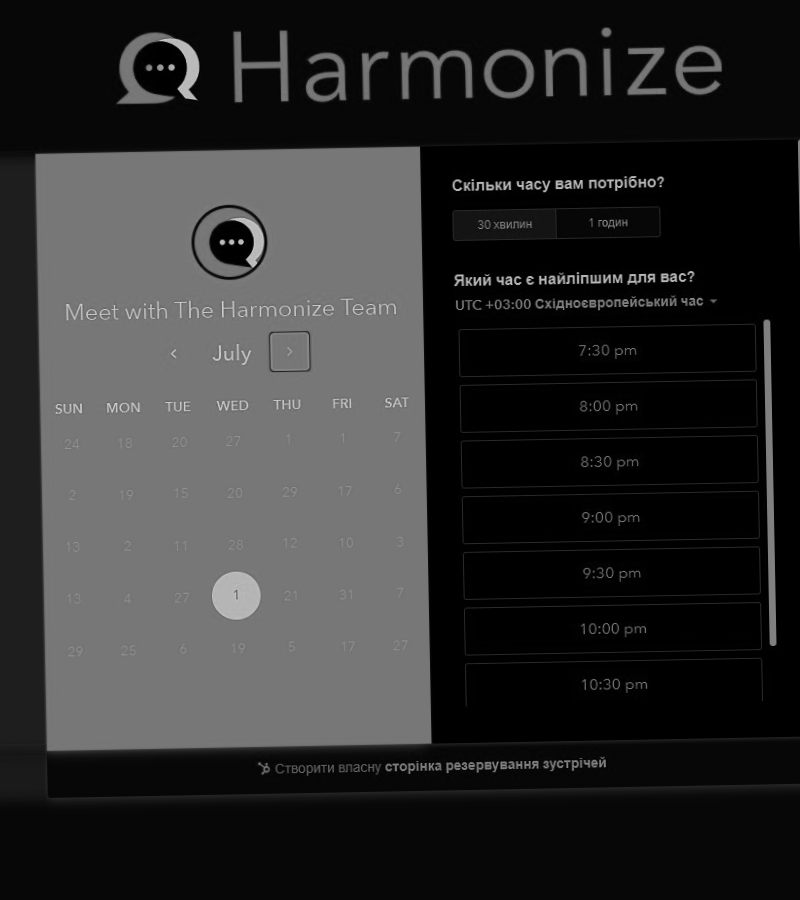 Harmonize
Meet with The Harmonize Team
July
SUN MON TUE WED THU FRI SAT
24 18 20 27 1 1 7
2 19 15 20 29 17 6
13 2 11 28 12 10 3
13 4 27 1 21 31 7
29 25 6 19 5 17 27
Скільки часу вам потрібно?
30 хвилин 1 годин
Який час є найліпшим для вас?
UTC +03:00 Східноєвропейський час
7:30 pm
8:00 pm
8:30 pm
9:00 pm
9:30 pm
10:00 pm
10:30 pm
Створити власну сторінка резервування зустрічей